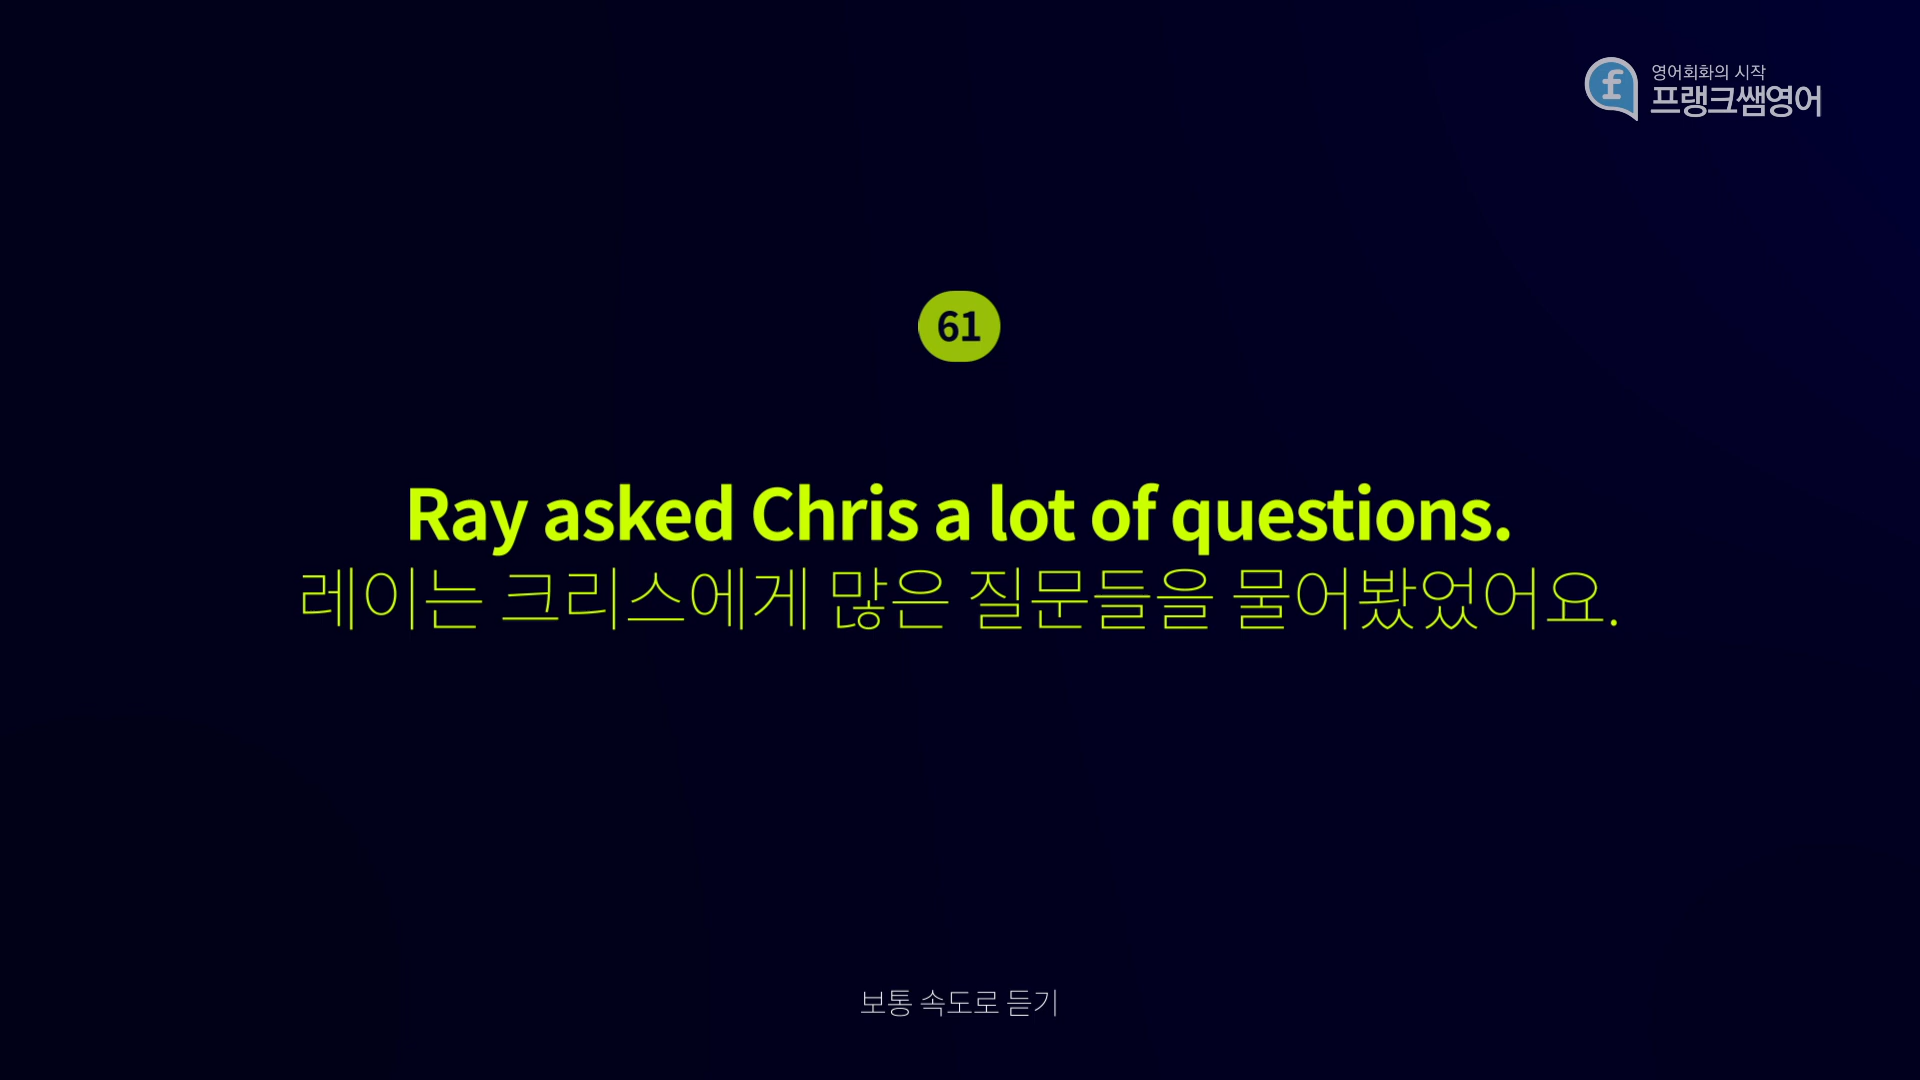 영어회화의 시작
프랭크쌤영어
61
Ray asked Chris a lot of questions.
레이는 크리스에게 많은 질문들을 물어봤었어요.
보통 속도로 듣기